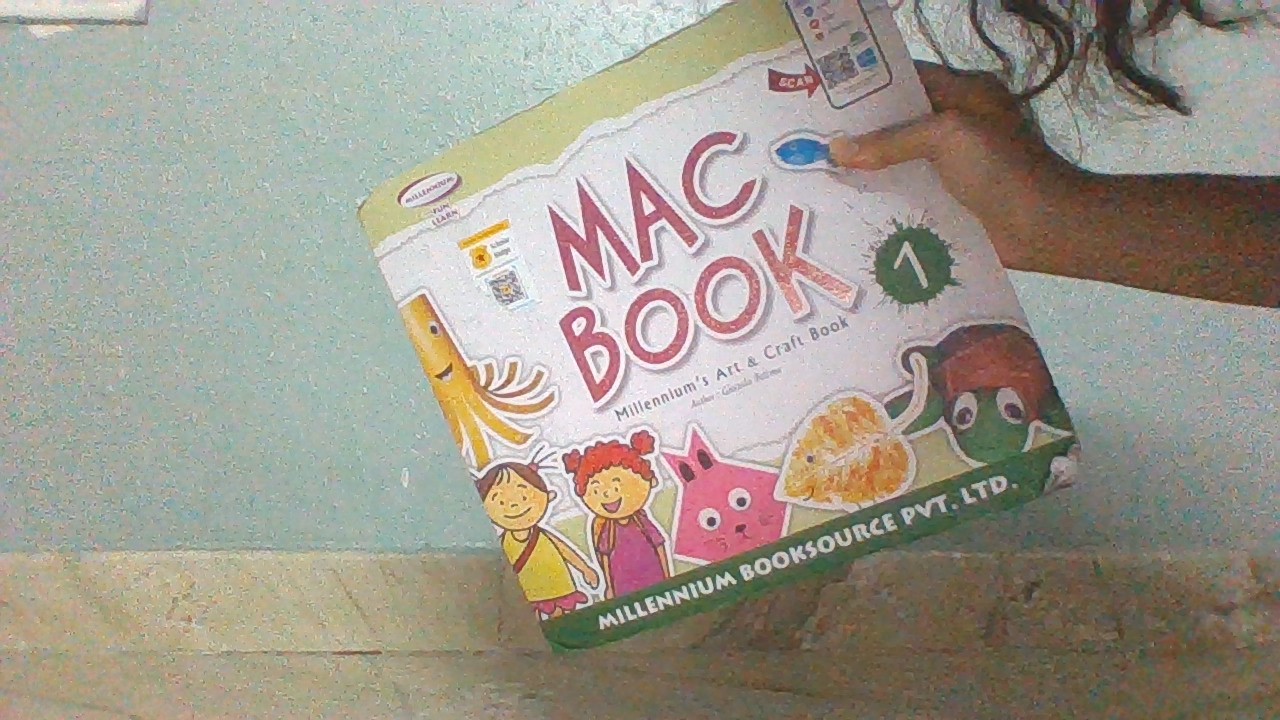 SCAN
MILLENNIUM
FUN
LEARN
MAC
BOOK
1
Millennium's Art & Craft Book
MILLENNIUM BOOKSOURCE PVT. LTD.